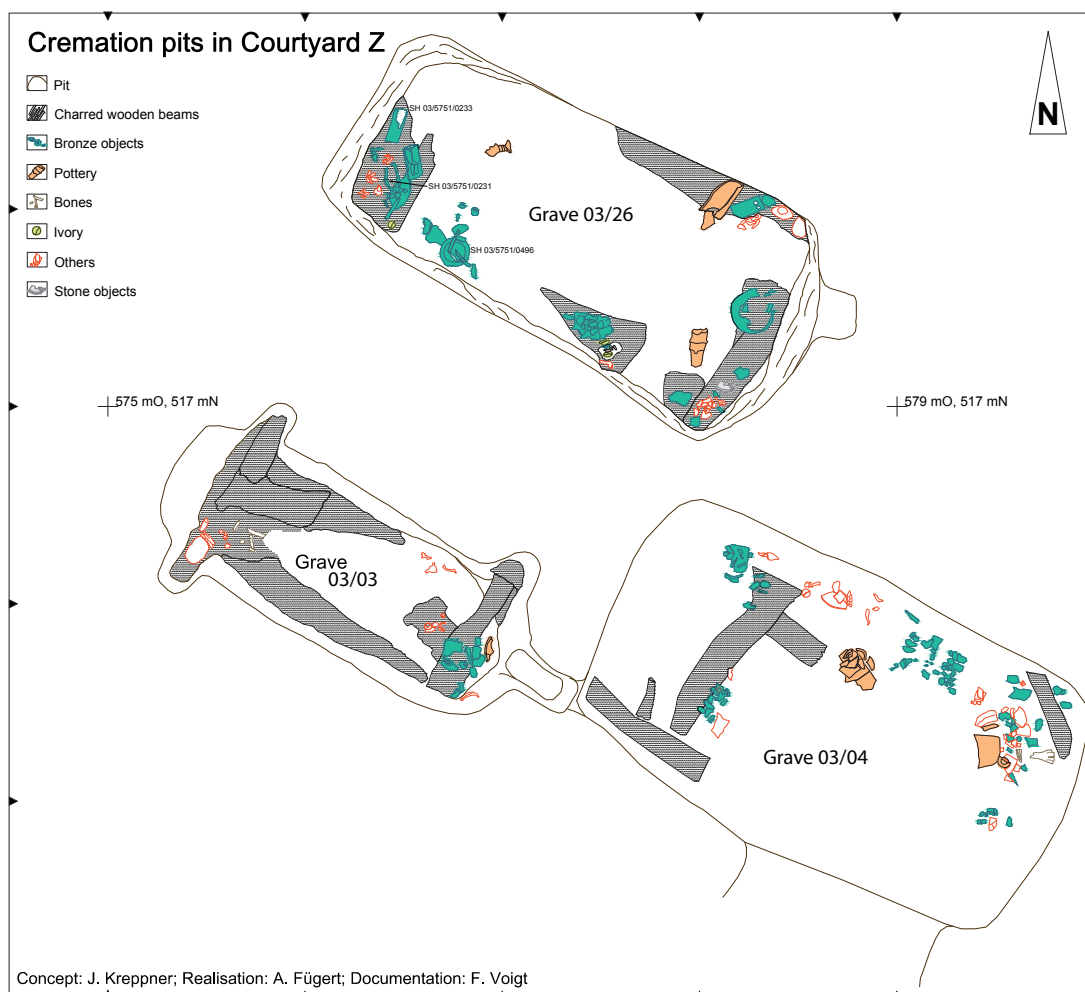 Cremation pits in Courtyard Z
Pit
Charred wooden beams
Bronze objects
Pottery
Bones
Ivory
Others
Stone objects
N
SH 03/5751/0233
SH 03/5751/0231
Grave 03/26
SH 03/5751/0496
575 mO, 517 mN
579 mO, 517 mN
Grave
03/03
Grave 03/04
Concept: J. Kreppner; Realisation: A. Fügert; Documentation: F. Voigt